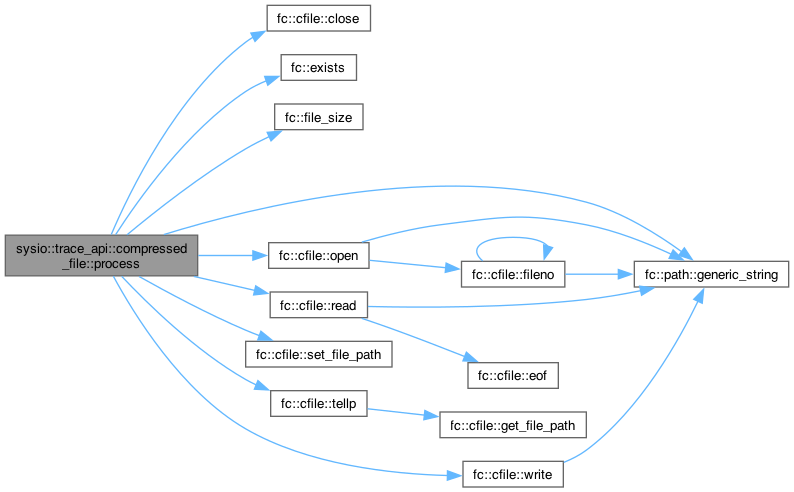 fc::cfile::close
fc::exists
fc::file_size
sysio::trace_api::compressed
_file::process
fc::cfile::open
fc::cfile::fileno
fc::path::generic_string
fc::cfile::read
fc::cfile::set_file_path
fc::cfile::eof
fc::cfile::tellp
fc::cfile::get_file_path
fc::cfile::write